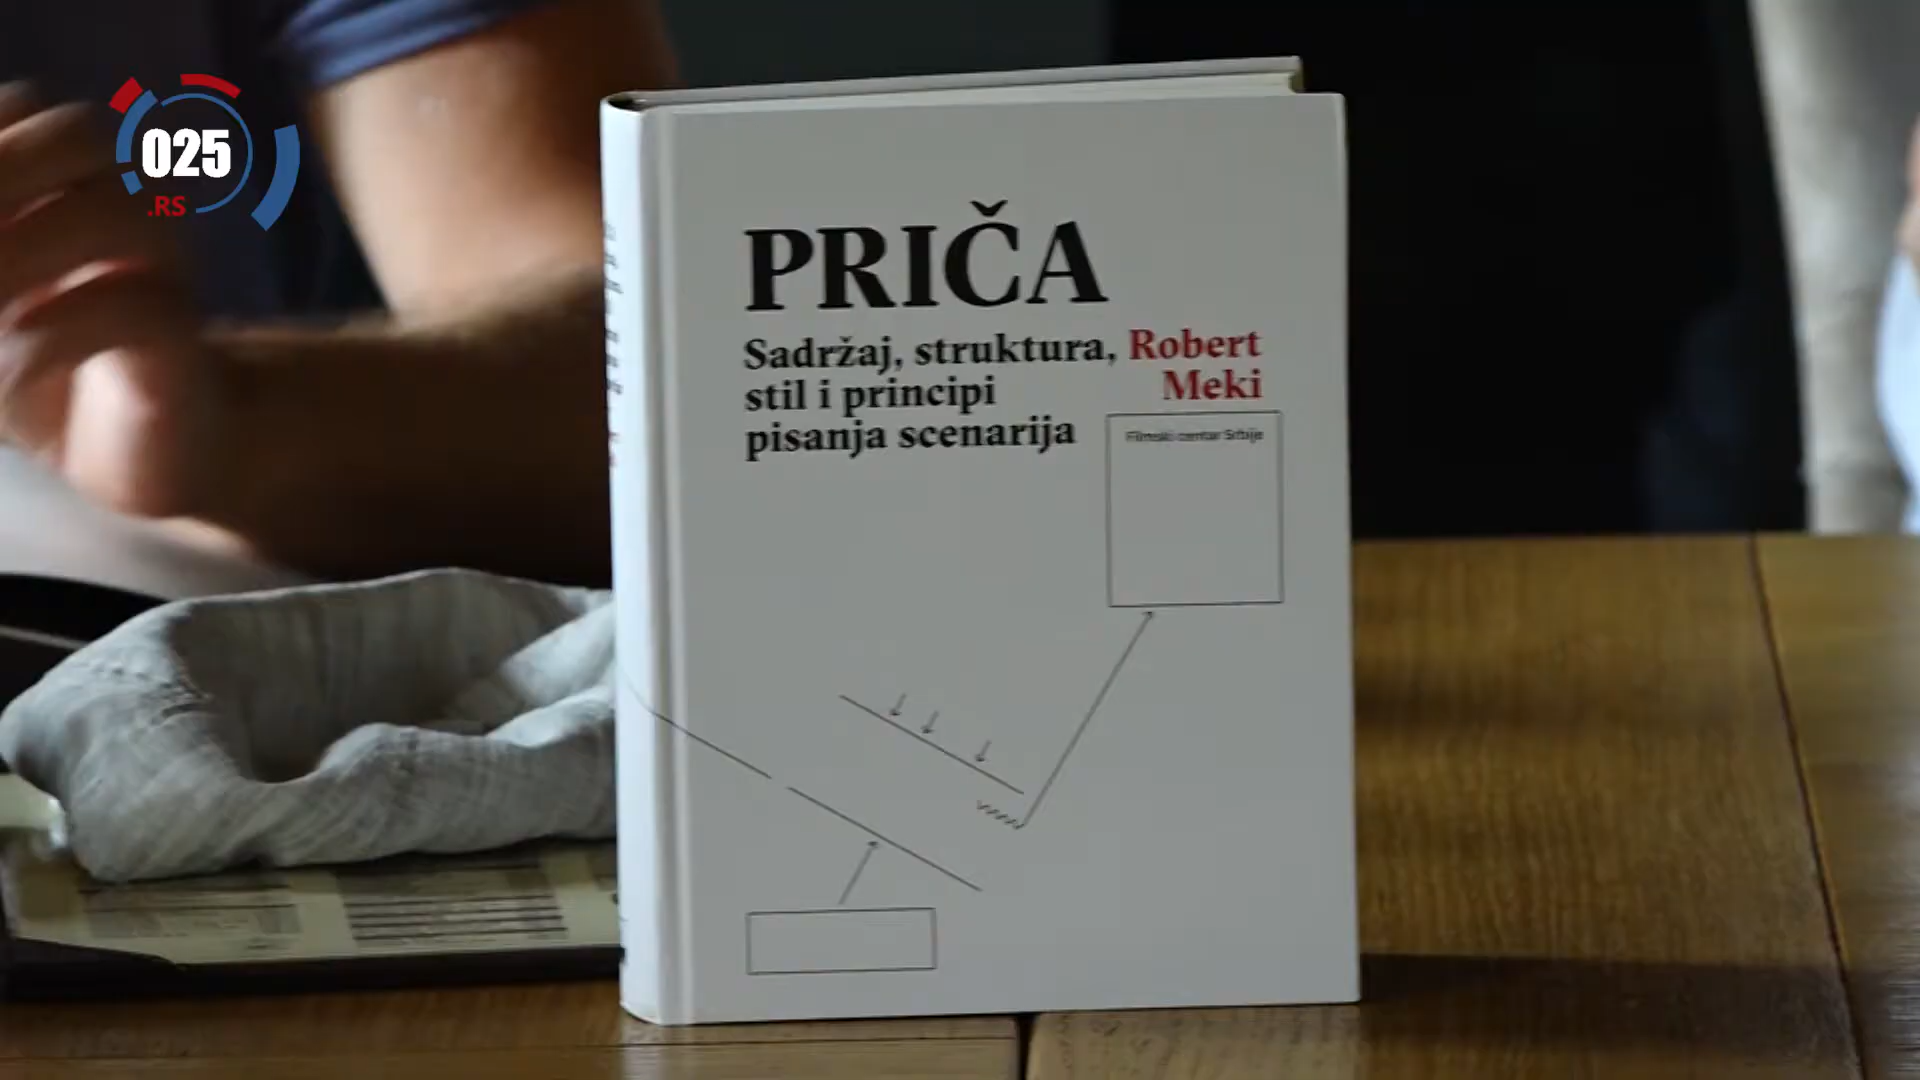 025
.RS
PRIČA
Sadržaj, struktura,
stil i principi
pisanja scenarija
Robert
Meki
Filmski centar Srbije